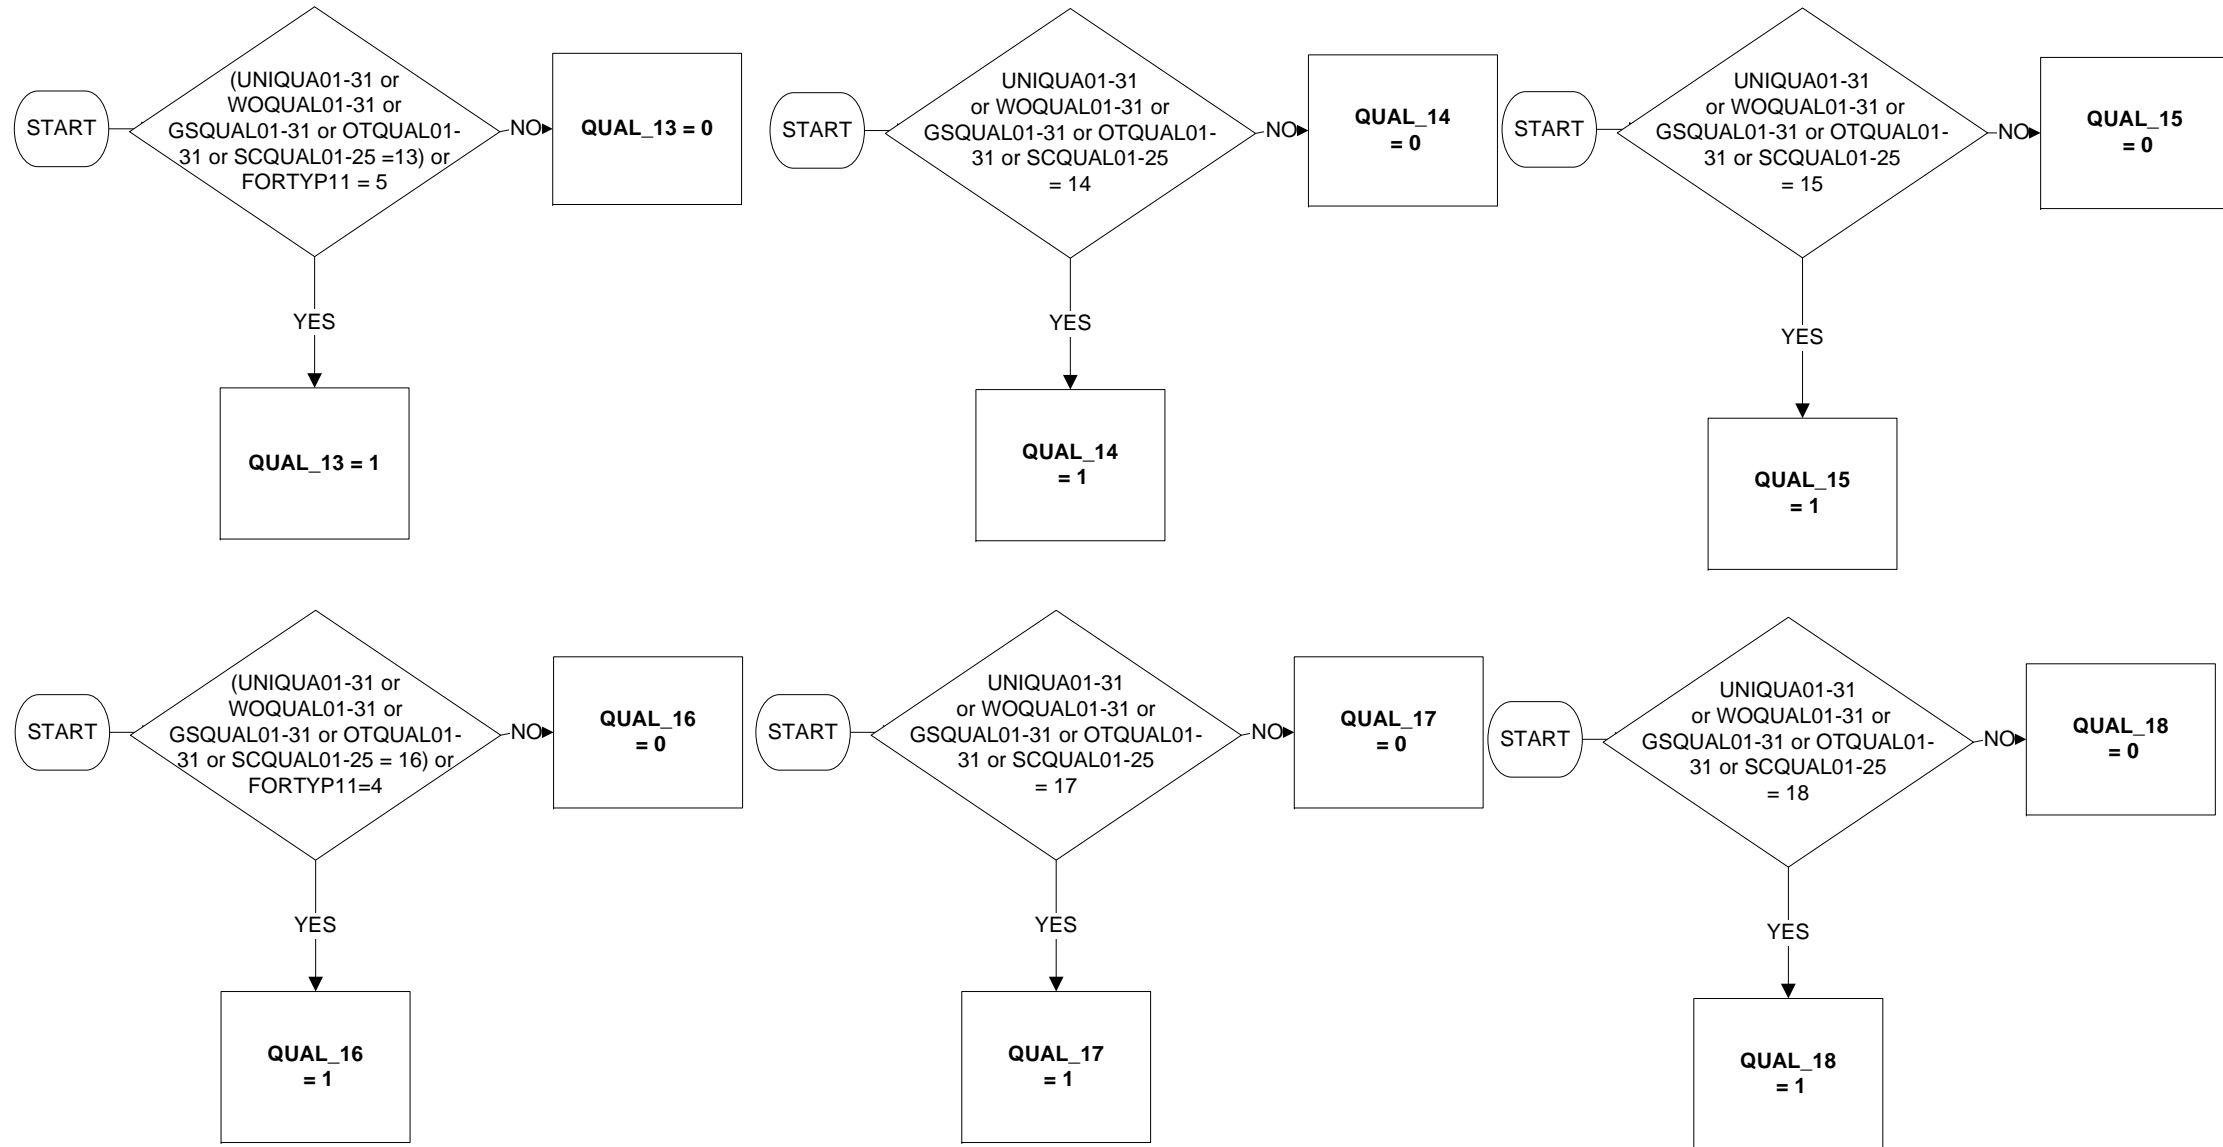 START
(UNIQUA01-31 or
WOQUAL01-31 or
GSQUAL01-31 or OTQUAL01-
31 or SCQUAL01-25 =13) or
FORTYP11 = 5
NO
QUAL_13 = 0
YES
QUAL_13 = 1
START
UNIQUA01-31
or WOQUAL01-31 or
GSQUAL01-31 or OTQUAL01-
31 or SCQUAL01-25
= 14
NO
QUAL_14
= 0
YES
QUAL_14
= 1
START
UNIQUA01-31
or WOQUAL01-31 or
GSQUAL01-31 or OTQUAL01-
31 or SCQUAL01-25
= 15
NO
QUAL_15
= 0
YES
QUAL_15
= 1
START
(UNIQUA01-31 or
WOQUAL01-31 or
GSQUAL01-31 or OTQUAL01-
31 or SCQUAL01-25 = 16) or
FORTYP11=4
NO
QUAL_16
= 0
YES
QUAL_16
= 1
START
UNIQUA01-31
or WOQUAL01-31 or
GSQUAL01-31 or OTQUAL01-
31 or SCQUAL01-25
= 17
NO
QUAL_17
= 0
YES
QUAL_17
= 1
START
UNIQUA01-31
or WOQUAL01-31 or
GSQUAL01-31 or OTQUAL01-
31 or SCQUAL01-25
= 18
NO
QUAL_18
= 0
YES
QUAL_18
= 1